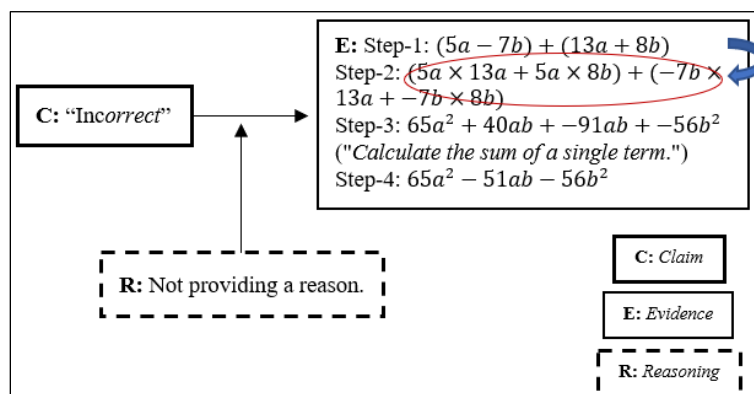 E: Step-1: (5a − 7b) + (13a + 8b)
Step-2: (5a × 13a + 5a × 8b) + (−7b ×
13a + −7b × 8b)
Step-3: 65a² + 40ab + −91ab + −56b²
("Calculate the sum of a single term.")
Step-4: 65a² − 51ab − 56b²
C: “Incorrect”
R: Not providing a reason.
C: Claim
E: Evidence
R: Reasoning